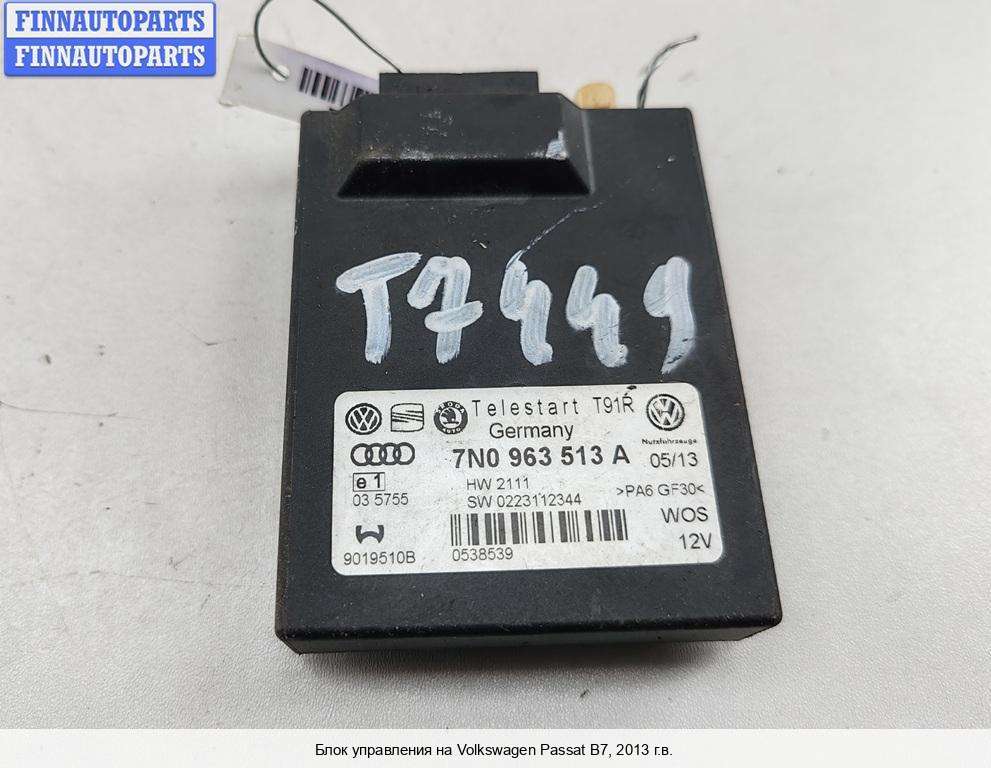 FINNAUTOPARTS
FINNAUTOPARTS
T7449
Telestart T91R
Germany
Nutzfahrzeuge
7N0 963 513 A 05/13
e1
HW 2111
03 5755
SW 0223112344
>PA6 GF30<
WOS
9019510B
0538539
12V
Блок управления на Volkswagen Passat B7, 2013 г.в.